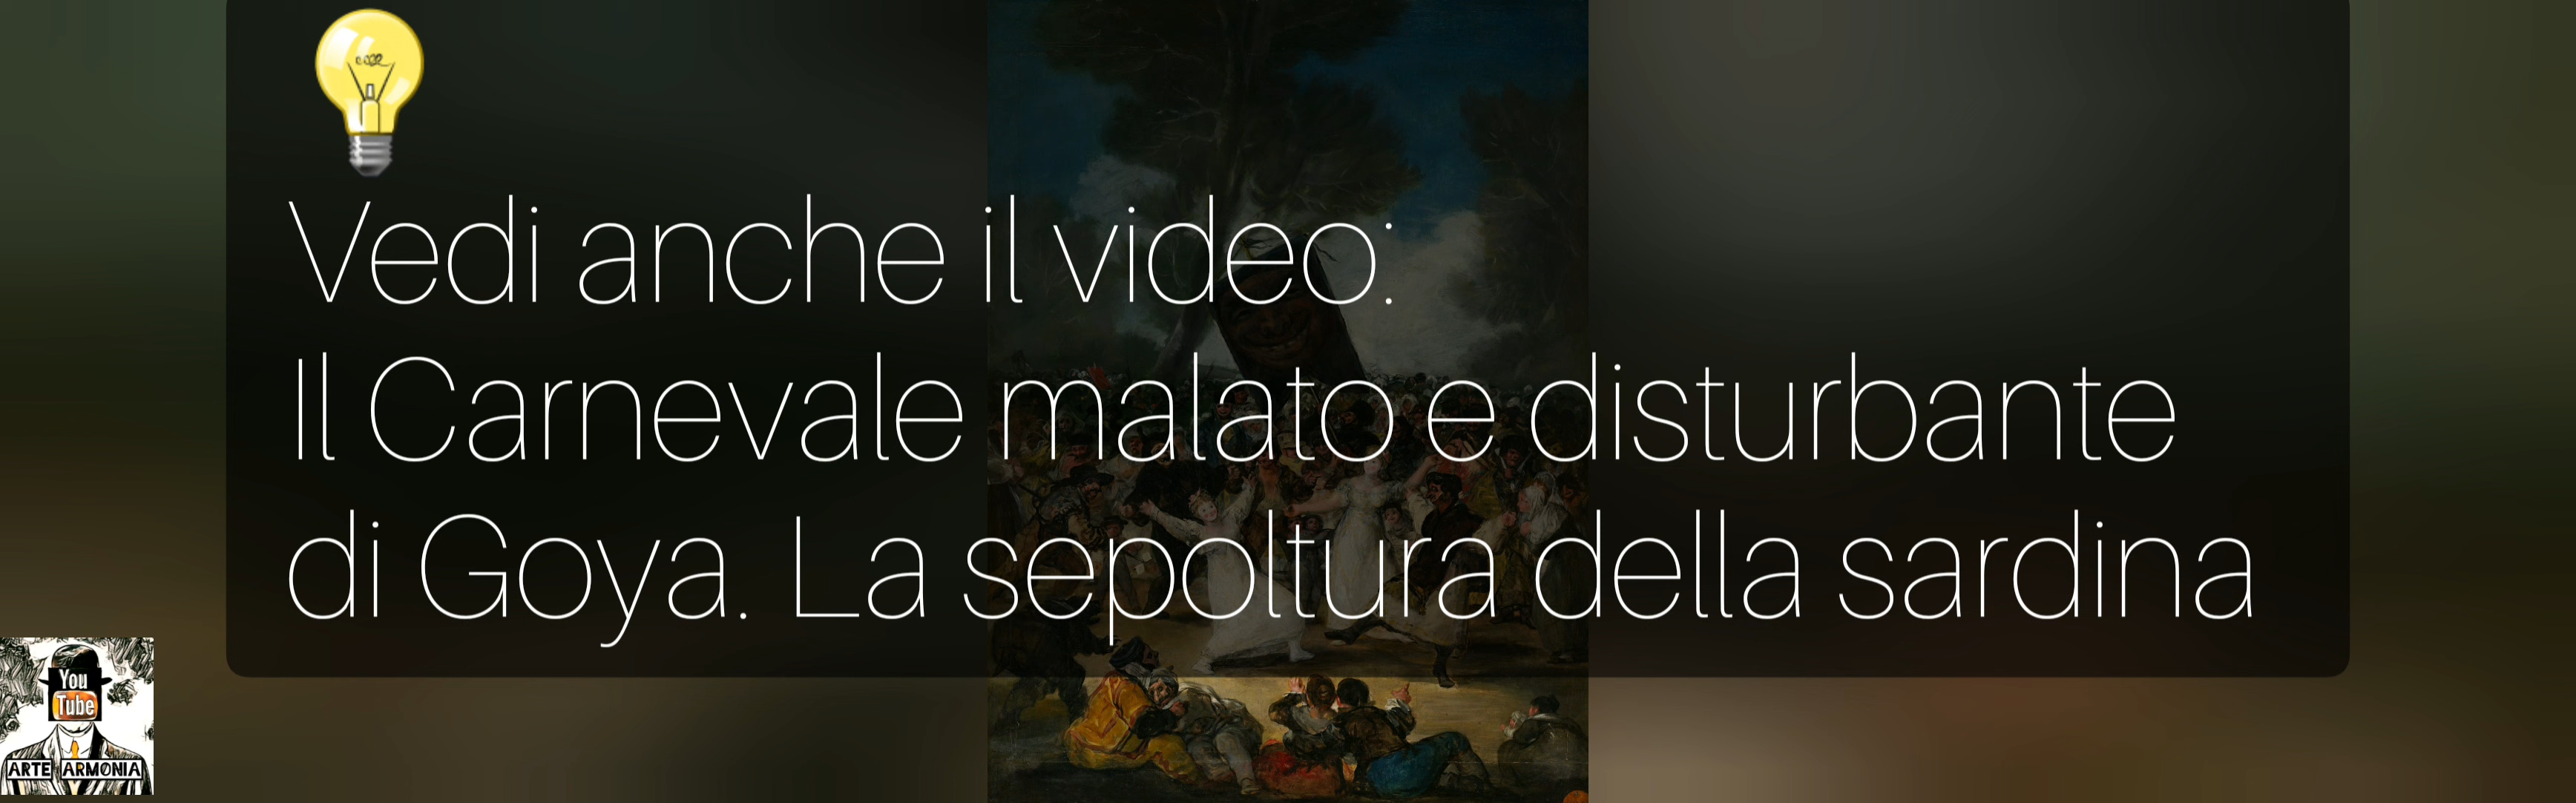 Vedi anche il video:
Il Carnevale malato e disturbante
di Goya. La sepoltura della sardina
You
Tube
ARTE ARMONIA